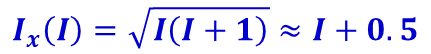 Iₓ(I) = √I(I + 1) ≈ I + 0.5